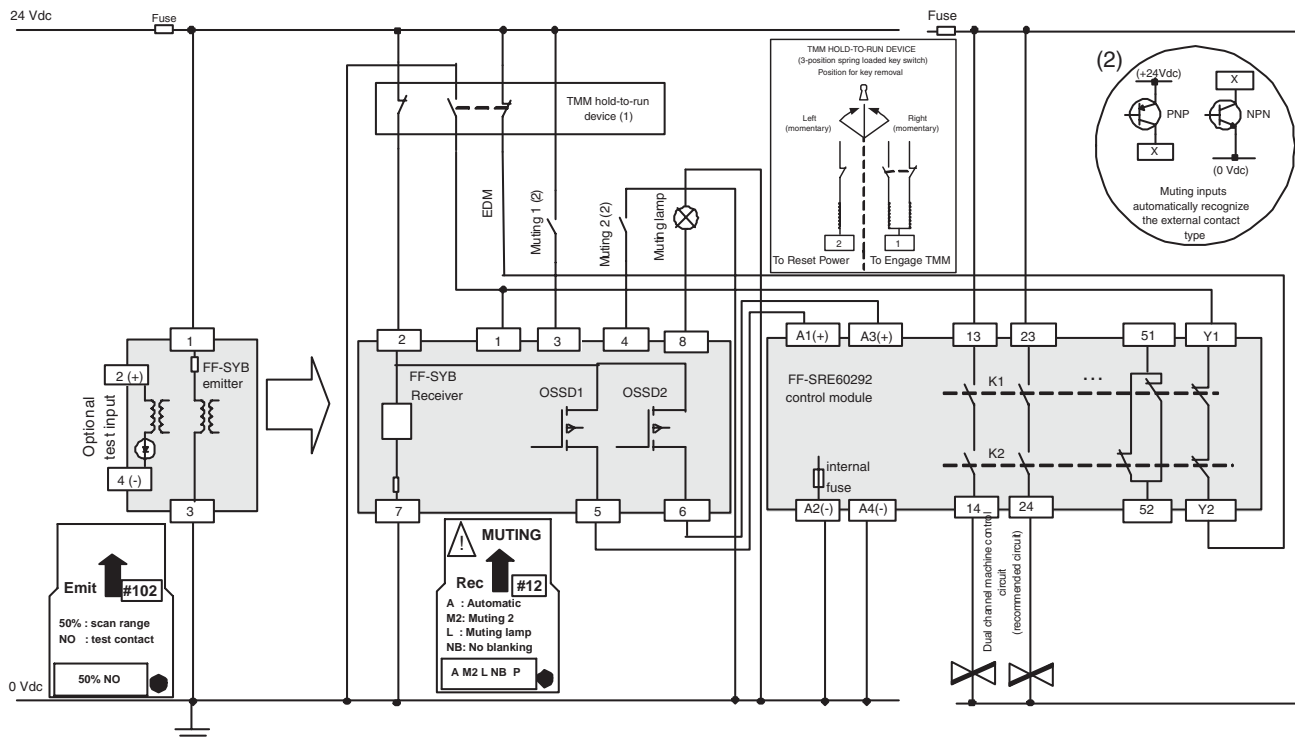 24 Vdc
Fuse
Fuse
TMM hold-to-run
device (1)
TMM HOLD-TO-RUN DEVICE
(3-position spring loaded key switch)
Position for key removal
Left
(momentary)
Right
(momentary)
2
1
To Reset Power
To Engage TMM
(2)
(+24Vdc)
PNP
X
X
NPN
(0 Vdc)
Muting inputs
automatically recognize
the external contact
type
EDM
Muting 1 (2)
Muting 2 (2)
Muting lamp
1
FF-SYB
emitter
2 (+)
Optional
test input
4 (-)
3
2
1
3
4
8
FF-SYB
Receiver
OSSD1
OSSD2
7
5
6
A1(+)
A3(+)
13
23
51
Y1
FF-SRE60292
control module
K1
...
K2
internal
fuse
A2(-)
A4(-)
14
24
52
Y2
Dual channel machine control
circuit
(recommended circuit)
Emit
#102
50% : scan range
NO : test contact
50% NO
! MUTING
Rec
#12
A : Automatic
M2: Muting 2
L : Muting lamp
NB: No blanking
A M2 L NB P
0 Vdc